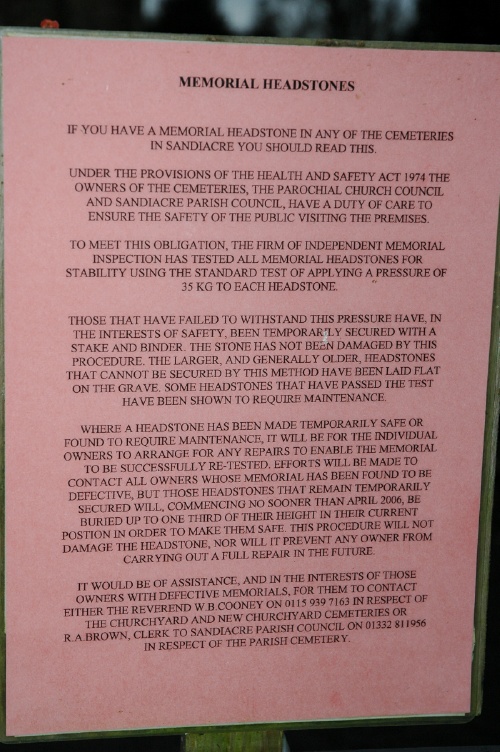 MEMORIAL HEADSTONES
IF YOU HAVE A MEMORIAL HEADSTONE IN ANY OF THE CEMETERIES
IN SANDIACRE YOU SHOULD READ THIS.
UNDER THE PROVISIONS OF THE HEALTH AND SAFETY ACT 1974 THE
OWNERS OF THE CEMETERIES, THE PAROCHIAL CHURCH COUNCIL
AND SANDIACRE PARISH COUNCIL, HAVE A DUTY OF CARE TO
ENSURE THE SAFETY OF THE PUBLIC VISITING THE PREMISES.
TO MEET THIS OBLIGATION, THE FIRM OF INDEPENDENT MEMORIAL
INSPECTION HAS TESTED ALL MEMORIAL HEADSTONES FOR
STABILITY USING THE STANDARD TEST OF APPLYING A PRESSURE OF
35 KG TO EACH HEADSTONE.
THOSE THAT HAVE FAILED TO WITHSTAND THIS PRESSURE HAVE, IN
THE INTERESTS OF SAFETY, BEEN TEMPORARILY SECURED WITH A
STAKE AND BINDER. THE STONE HAS NOT BEEN DAMAGED BY THIS
PROCEDURE. THE LARGER, AND GENERALLY OLDER, HEADSTONES
THAT CANNOT BE SECURED BY THIS METHOD HAVE BEEN LAID FLAT
ON THE GRAVE. SOME HEADSTONES THAT HAVE PASSED THE TEST
HAVE BEEN SHOWN TO REQUIRE MAINTENANCE.
WHERE A HEADSTONE HAS BEEN MADE TEMPORARILY SAFE OR
FOUND TO REQUIRE MAINTENANCE, IT WILL BE FOR THE INDIVIDUAL
OWNERS TO ARRANGE FOR ANY REPAIRS TO ENABLE THE MEMORIAL
TO BE SUCCESSFULLY RE-TESTED. EFFORTS WILL BE MADE TO
CONTACT ALL OWNERS WHOSE MEMORIAL HAS BEEN FOUND TO BE
DEFECTIVE, BUT THOSE HEADSTONES THAT REMAIN TEMPORARILY
SECURED WILL, COMMENCING NO SOONER THAN APRIL 2006, BE
BURIED UP TO ONE THIRD OF THEIR HEIGHT IN THEIR CURRENT
POSTION IN ORDER TO MAKE THEM SAFE. THIS PROCEDURE WILL NOT
DAMAGE THE HEADSTONE, NOR WILL IT PREVENT ANY OWNER FROM
CARRYING OUT A FULL REPAIR IN THE FUTURE.
IT WOULD BE OF ASSISTANCE, AND IN THE INTERESTS OF THOSE
OWNERS WITH DEFECTIVE MEMORIALS, FOR THEM TO CONTACT
EITHER THE REVEREND W.B.COONEY ON 0115 939 7163 IN RESPECT OF
THE CHURCHYARD AND NEW CHURCHYARD CEMETERIES OR
R.A.BROWN, CLERK TO SANDIACRE PARISH COUNCIL ON 01332 811956
IN RESPECT OF THE PARISH CEMETERY.